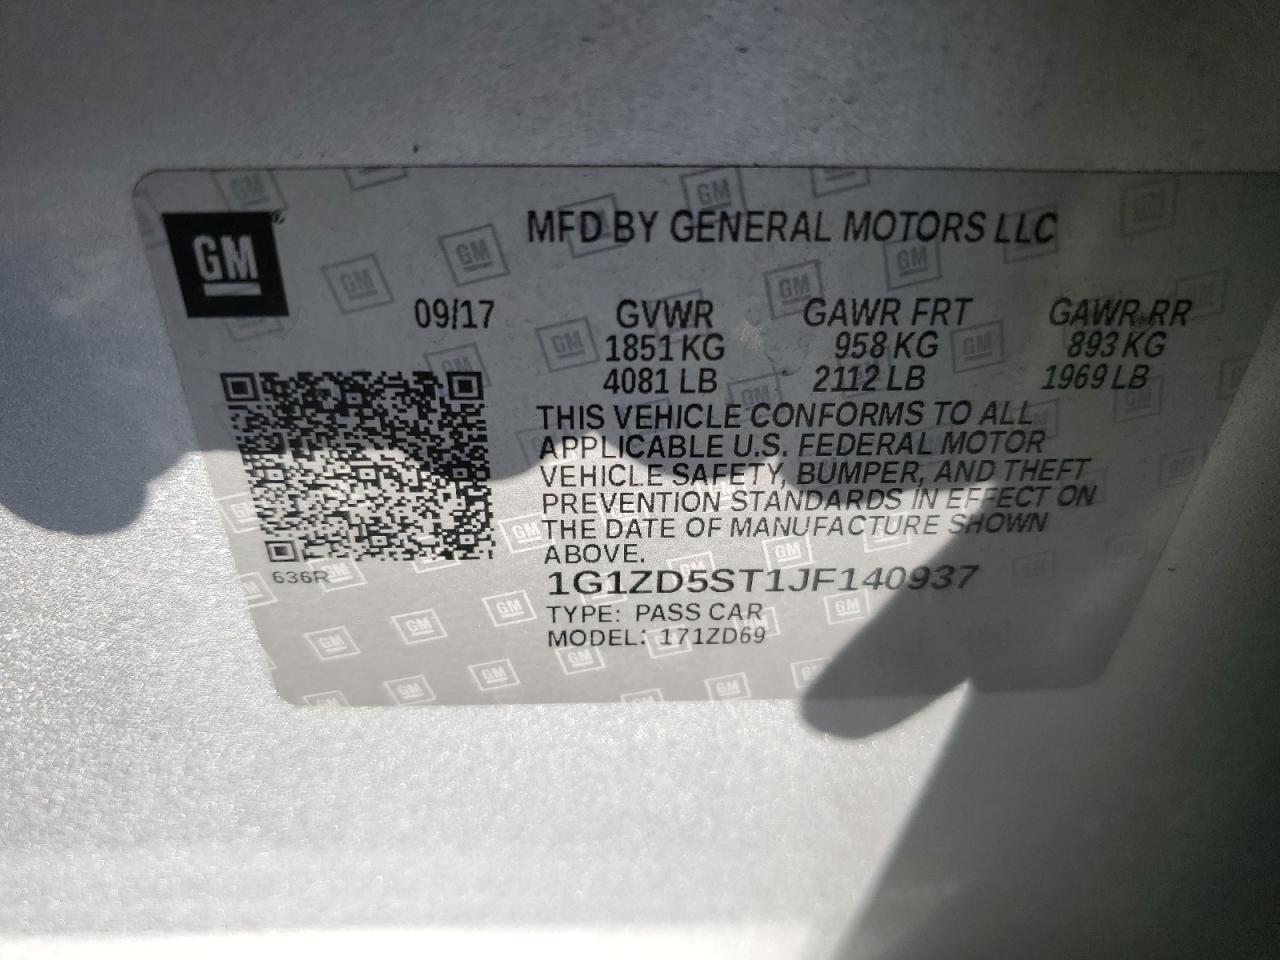 GM
MFD BY GENERAL MOTORS LLC
09/17 GVWR GAWR FRT GAWR RR
1851 KG 958 KG 893 KG
4081 LB 2112 LB 1969 LB
THIS VEHICLE CONFORMS TO ALL
APPLICABLE U.S. FEDERAL MOTOR
VEHICLE SAFETY, BUMPER, AND THEFT
PREVENTION STANDARDS IN EFFECT ON
THE DATE OF MANUFACTURE SHOWN
ABOVE.
636R
1G1ZD5ST1JF140937
TYPE: PASS CAR
MODEL: 171ZD69